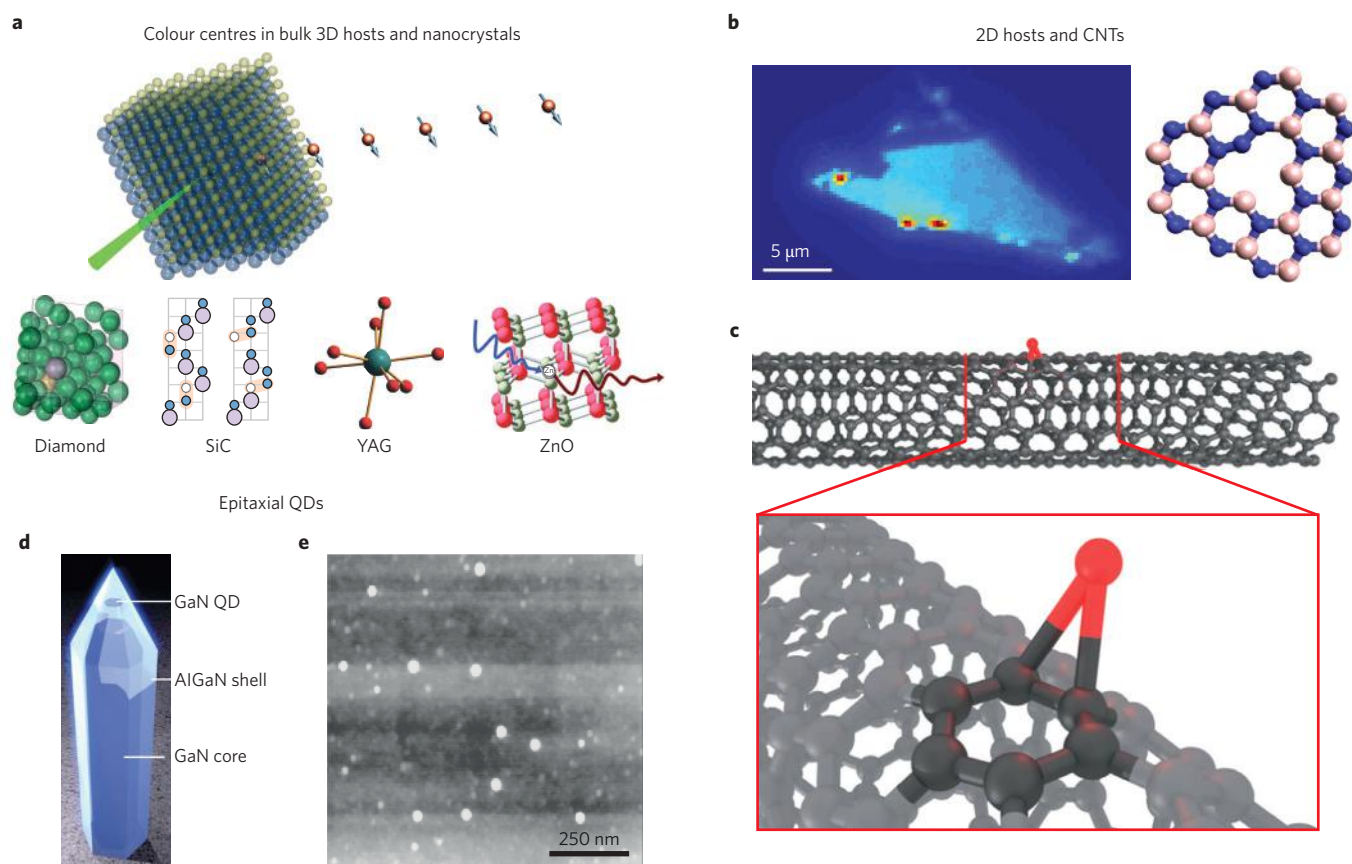 a
Colour centres in bulk 3D hosts and nanocrystals
Diamond
SiC
YAG
Zn
ZnO
b
2D hosts and CNTs
5 μm
c
Epitaxial QDs
d
GaN QD
AlGaN shell
GaN core
e
250 nm